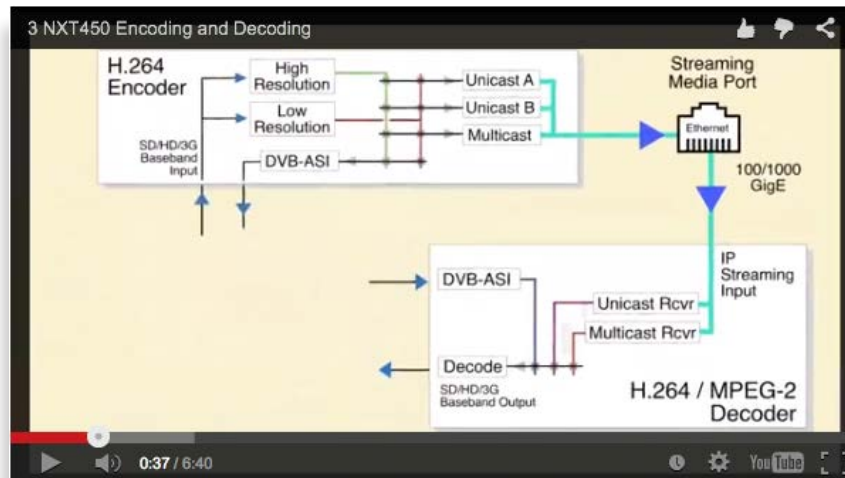 3 NXT450 Encoding and Decoding
H.264
Encoder
High
Resolution
Low
Resolution
SD/HD/3G
Baseband
Input
DVB-ASI
Unicast A
Unicast B
Multicast
Streaming
Media Port
Ethernet
100/1000
GigE
IP
Streaming
Input
DVB-ASI
Unicast Rcvr
Multicast Rcvr
Decode
SD/HD/3G
Baseband Output
H.264 / MPEG-2
Decoder
0:37 / 6:40
YouTube